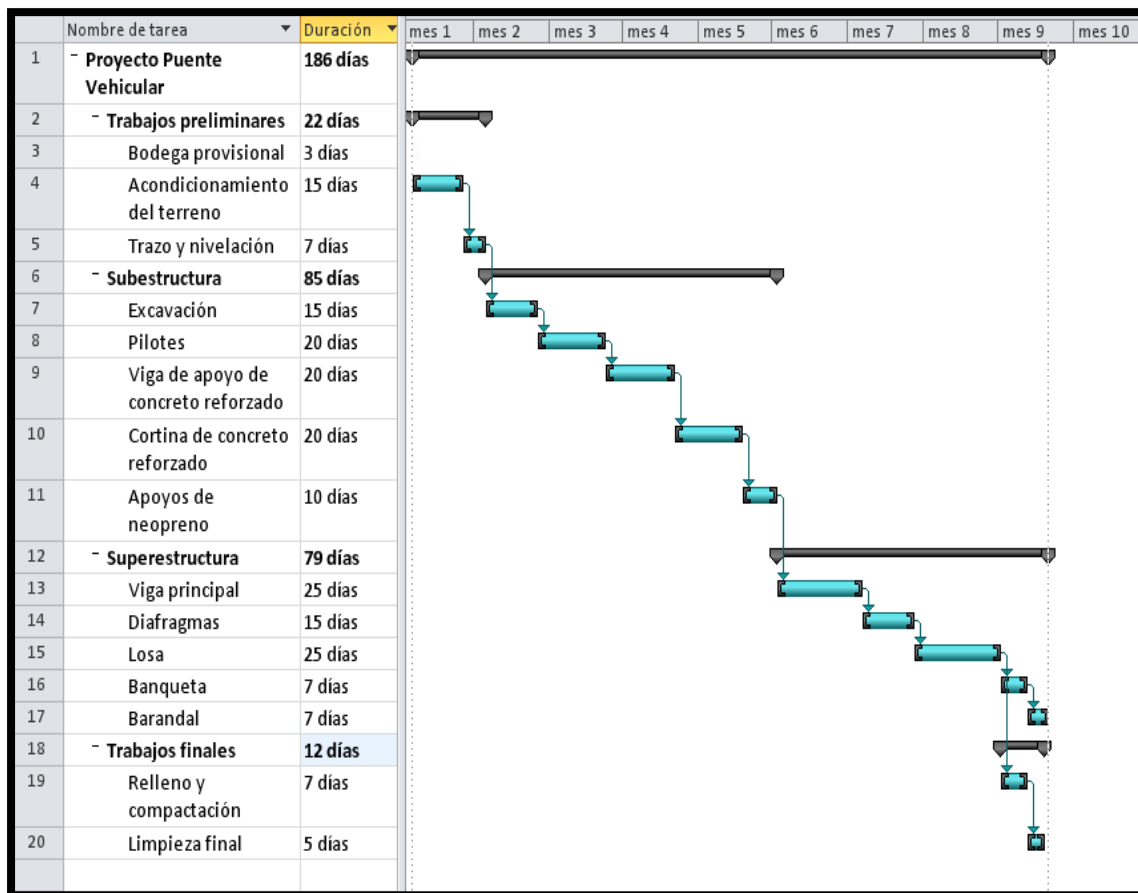 Nombre de tarea Duración mes 1 mes 2 mes 3 mes 4 mes 5 mes 6 mes 7 mes 8 mes 9 mes 10
1 - Proyecto Puente 186 días
Vehicular
2 - Trabajos preliminares 22 días
3 Bodega provisional 3 días
4 Acondicionamiento 15 días
del terreno
5 Trazo y nivelación 7 días
6 - Subestructura 85 días
7 Excavación 15 días
8 Pilotes 20 días
9 Viga de apoyo de 20 días
concreto reforzado
10 Cortina de concreto 20 días
reforzado
11 Apoyos de 10 días
neopreno
12 - Superestructura 79 días
13 Viga principal 25 días
14 Diafragmas 15 días
15 Losa 25 días
16 Banqueta 7 días
17 Barandal 7 días
18 - Trabajos finales 12 días
19 Relleno y 7 días
compactación
20 Limpieza final 5 días